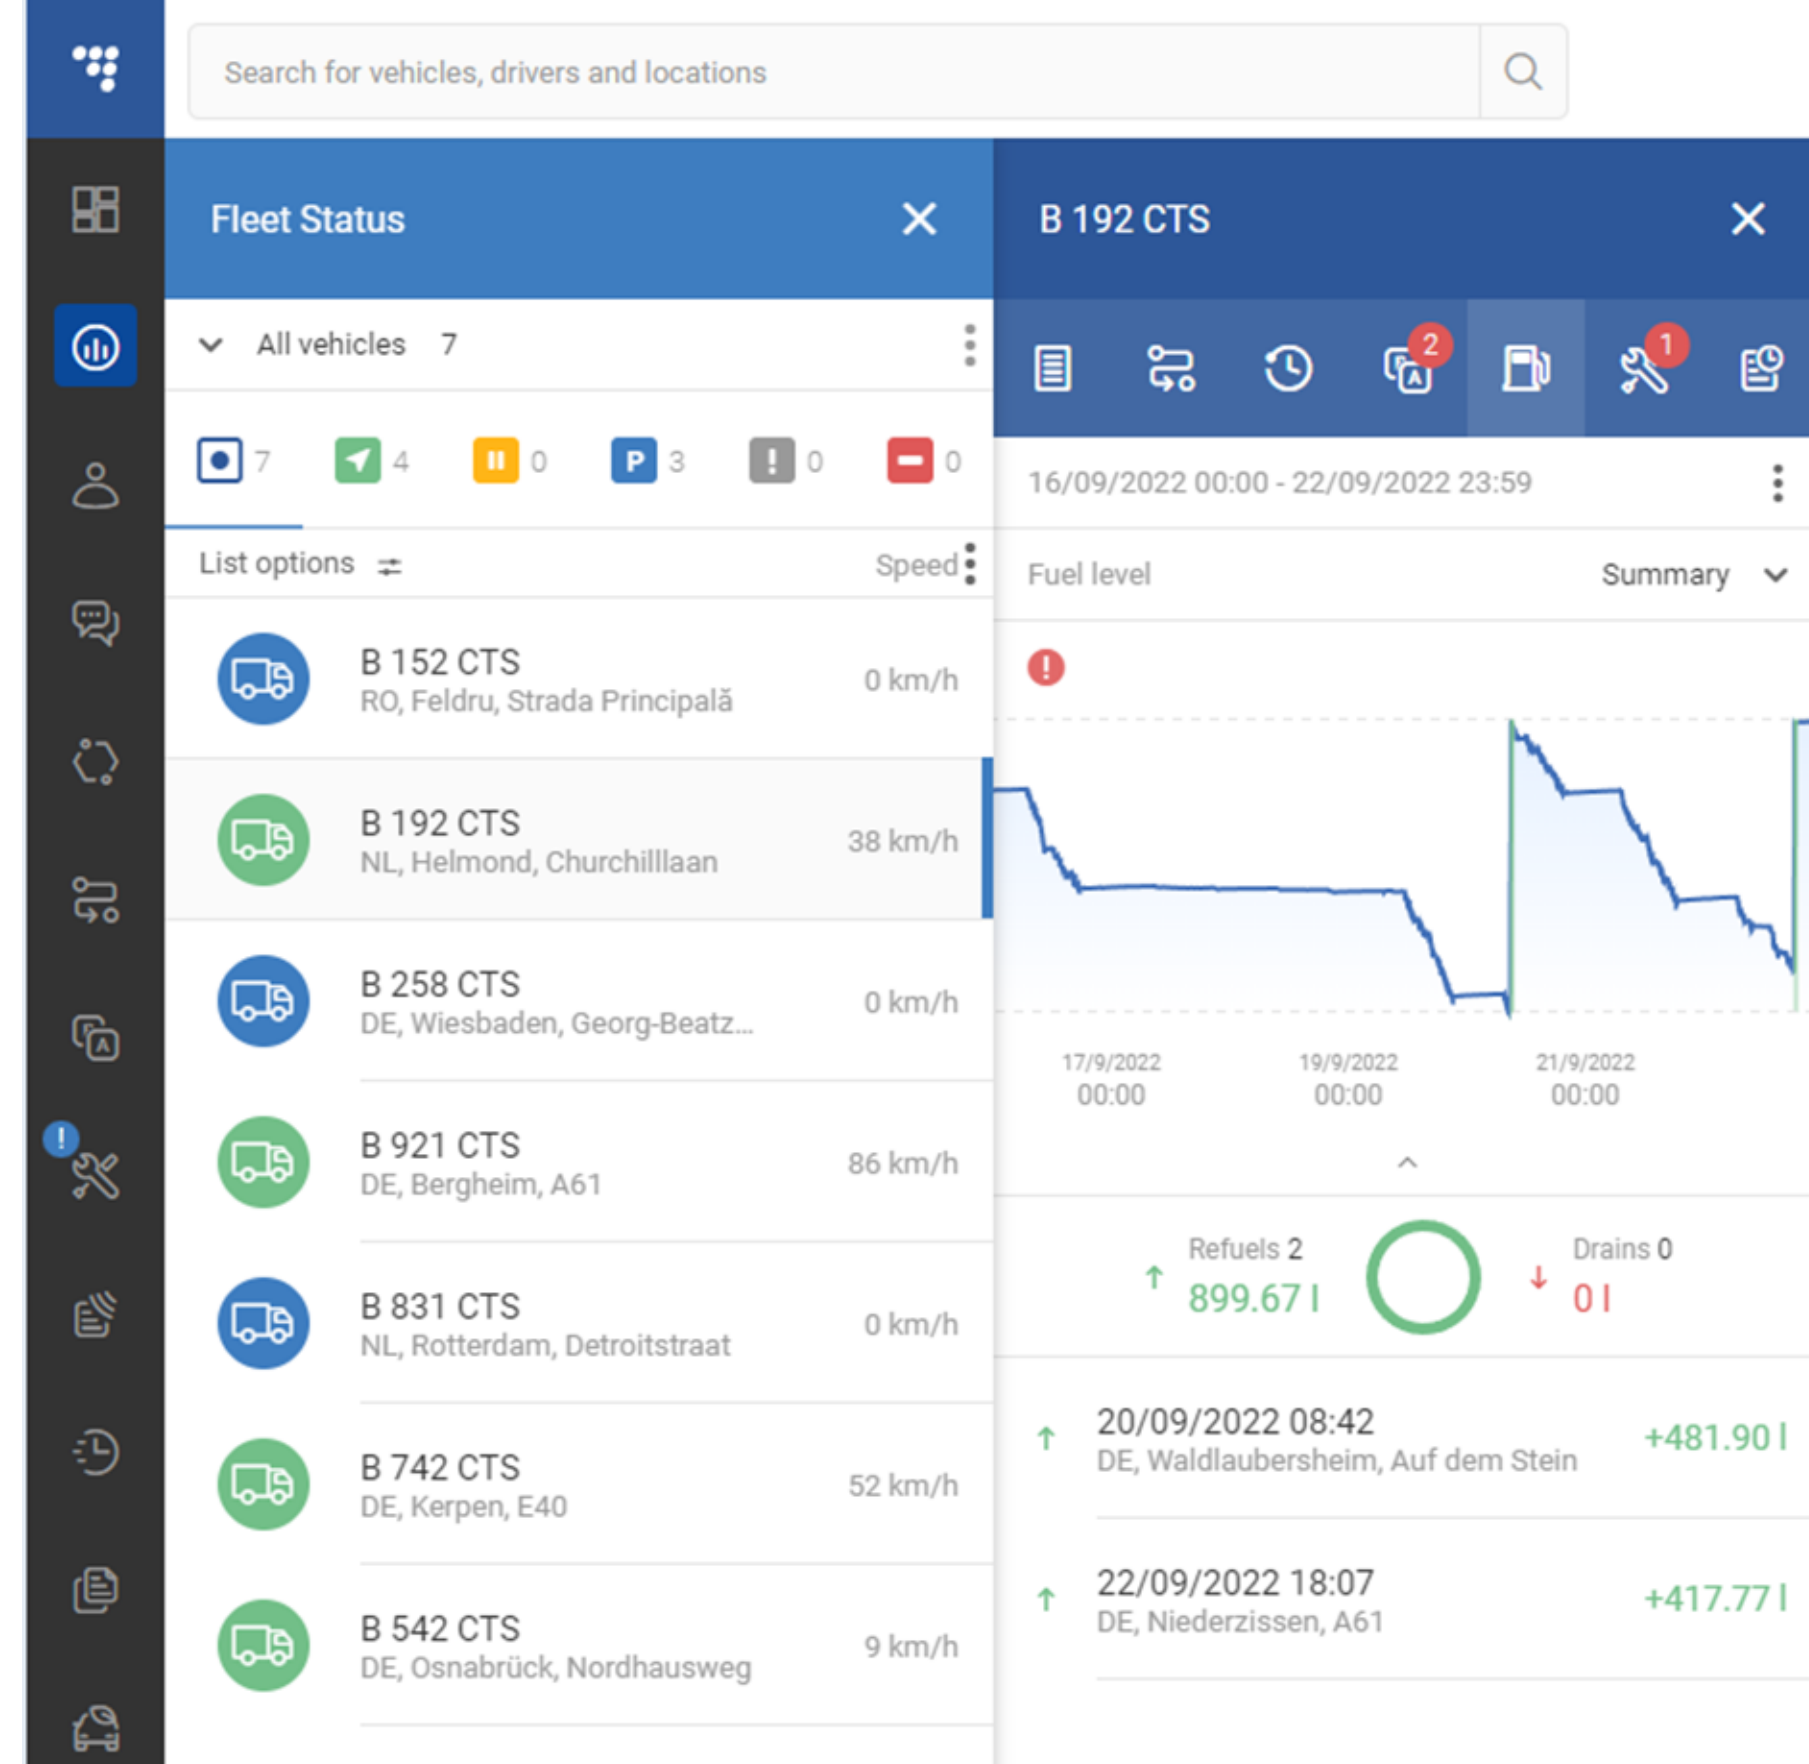 Search for vehicles, drivers and locations
Fleet Status
All vehicles 7
7 4 0 P 3 ! 0 0
List options Speed
B 152 CTS
RO, Feldru, Strada Principală
0 km/h
B 192 CTS
NL, Helmond, Churchilllaan
38 km/h
B 258 CTS
DE, Wiesbaden, Georg-Beatz...
0 km/h
B 921 CTS
DE, Bergheim, A61
86 km/h
B 831 CTS
NL, Rotterdam, Detroitstraat
0 km/h
B 742 CTS
DE, Kerpen, E40
52 km/h
B 542 CTS
DE, Osnabrück, Nordhausweg
9 km/h
B 192 CTS
2 1
16/09/2022 00:00 - 22/09/2022 23:59
Fuel level Summary
!
17/9/2022 19/9/2022 21/9/2022
00:00 00:00 00:00
Refuels 2 Drains 0
899.67 l 0 l
20/09/2022 08:42
DE, Waldlaubersheim, Auf dem Stein
+481.90 l
22/09/2022 18:07
DE, Niederzissen, A61
+417.77 l